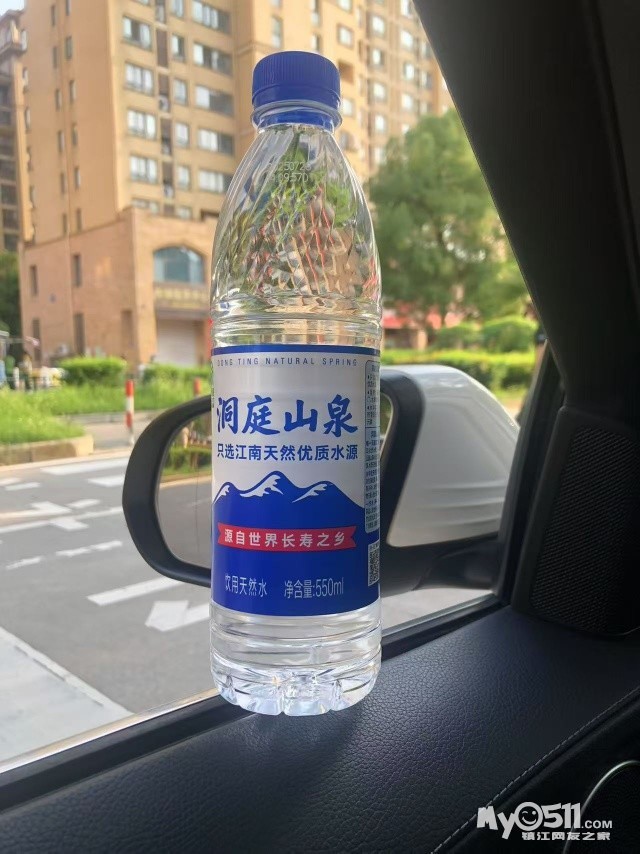 DONG TING NATURAL SPRING
洞庭山泉
只选江南天然优质水源
源自世界长寿之乡
饮用天然水 净含量:550ml
My0511.COM
镇江网友之家